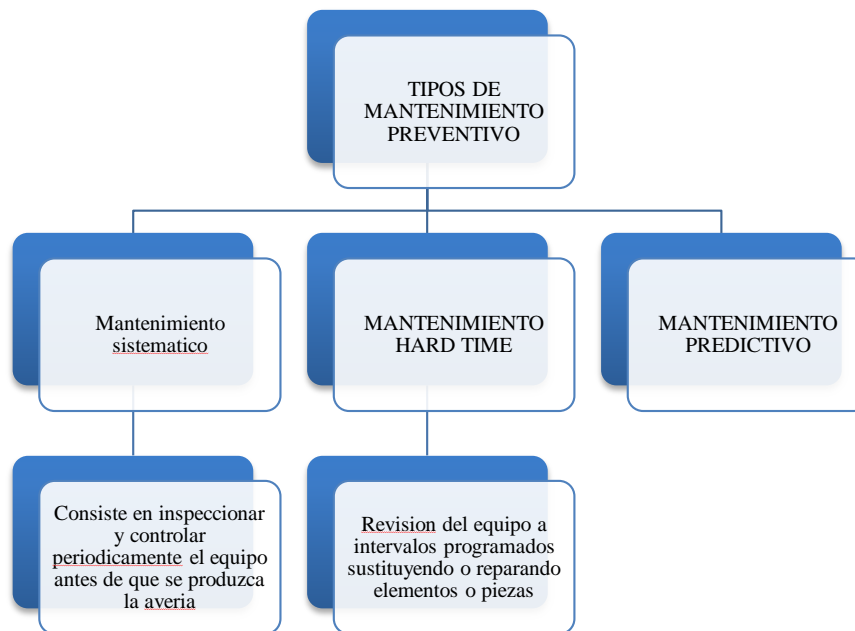 TIPOS DE
MANTENIMIENTO
PREVENTIVO
Mantenimiento
sistematico
MANTENIMIENTO
HARD TIME
MANTENIMIENTO
PREDICTIVO
Consiste en inspeccionar
y controlar
periodicamente el equipo
antes de que se produzca
la averia
Revision del equipo a
intervalos programados
sustituyendo o reparando
elementos o piezas